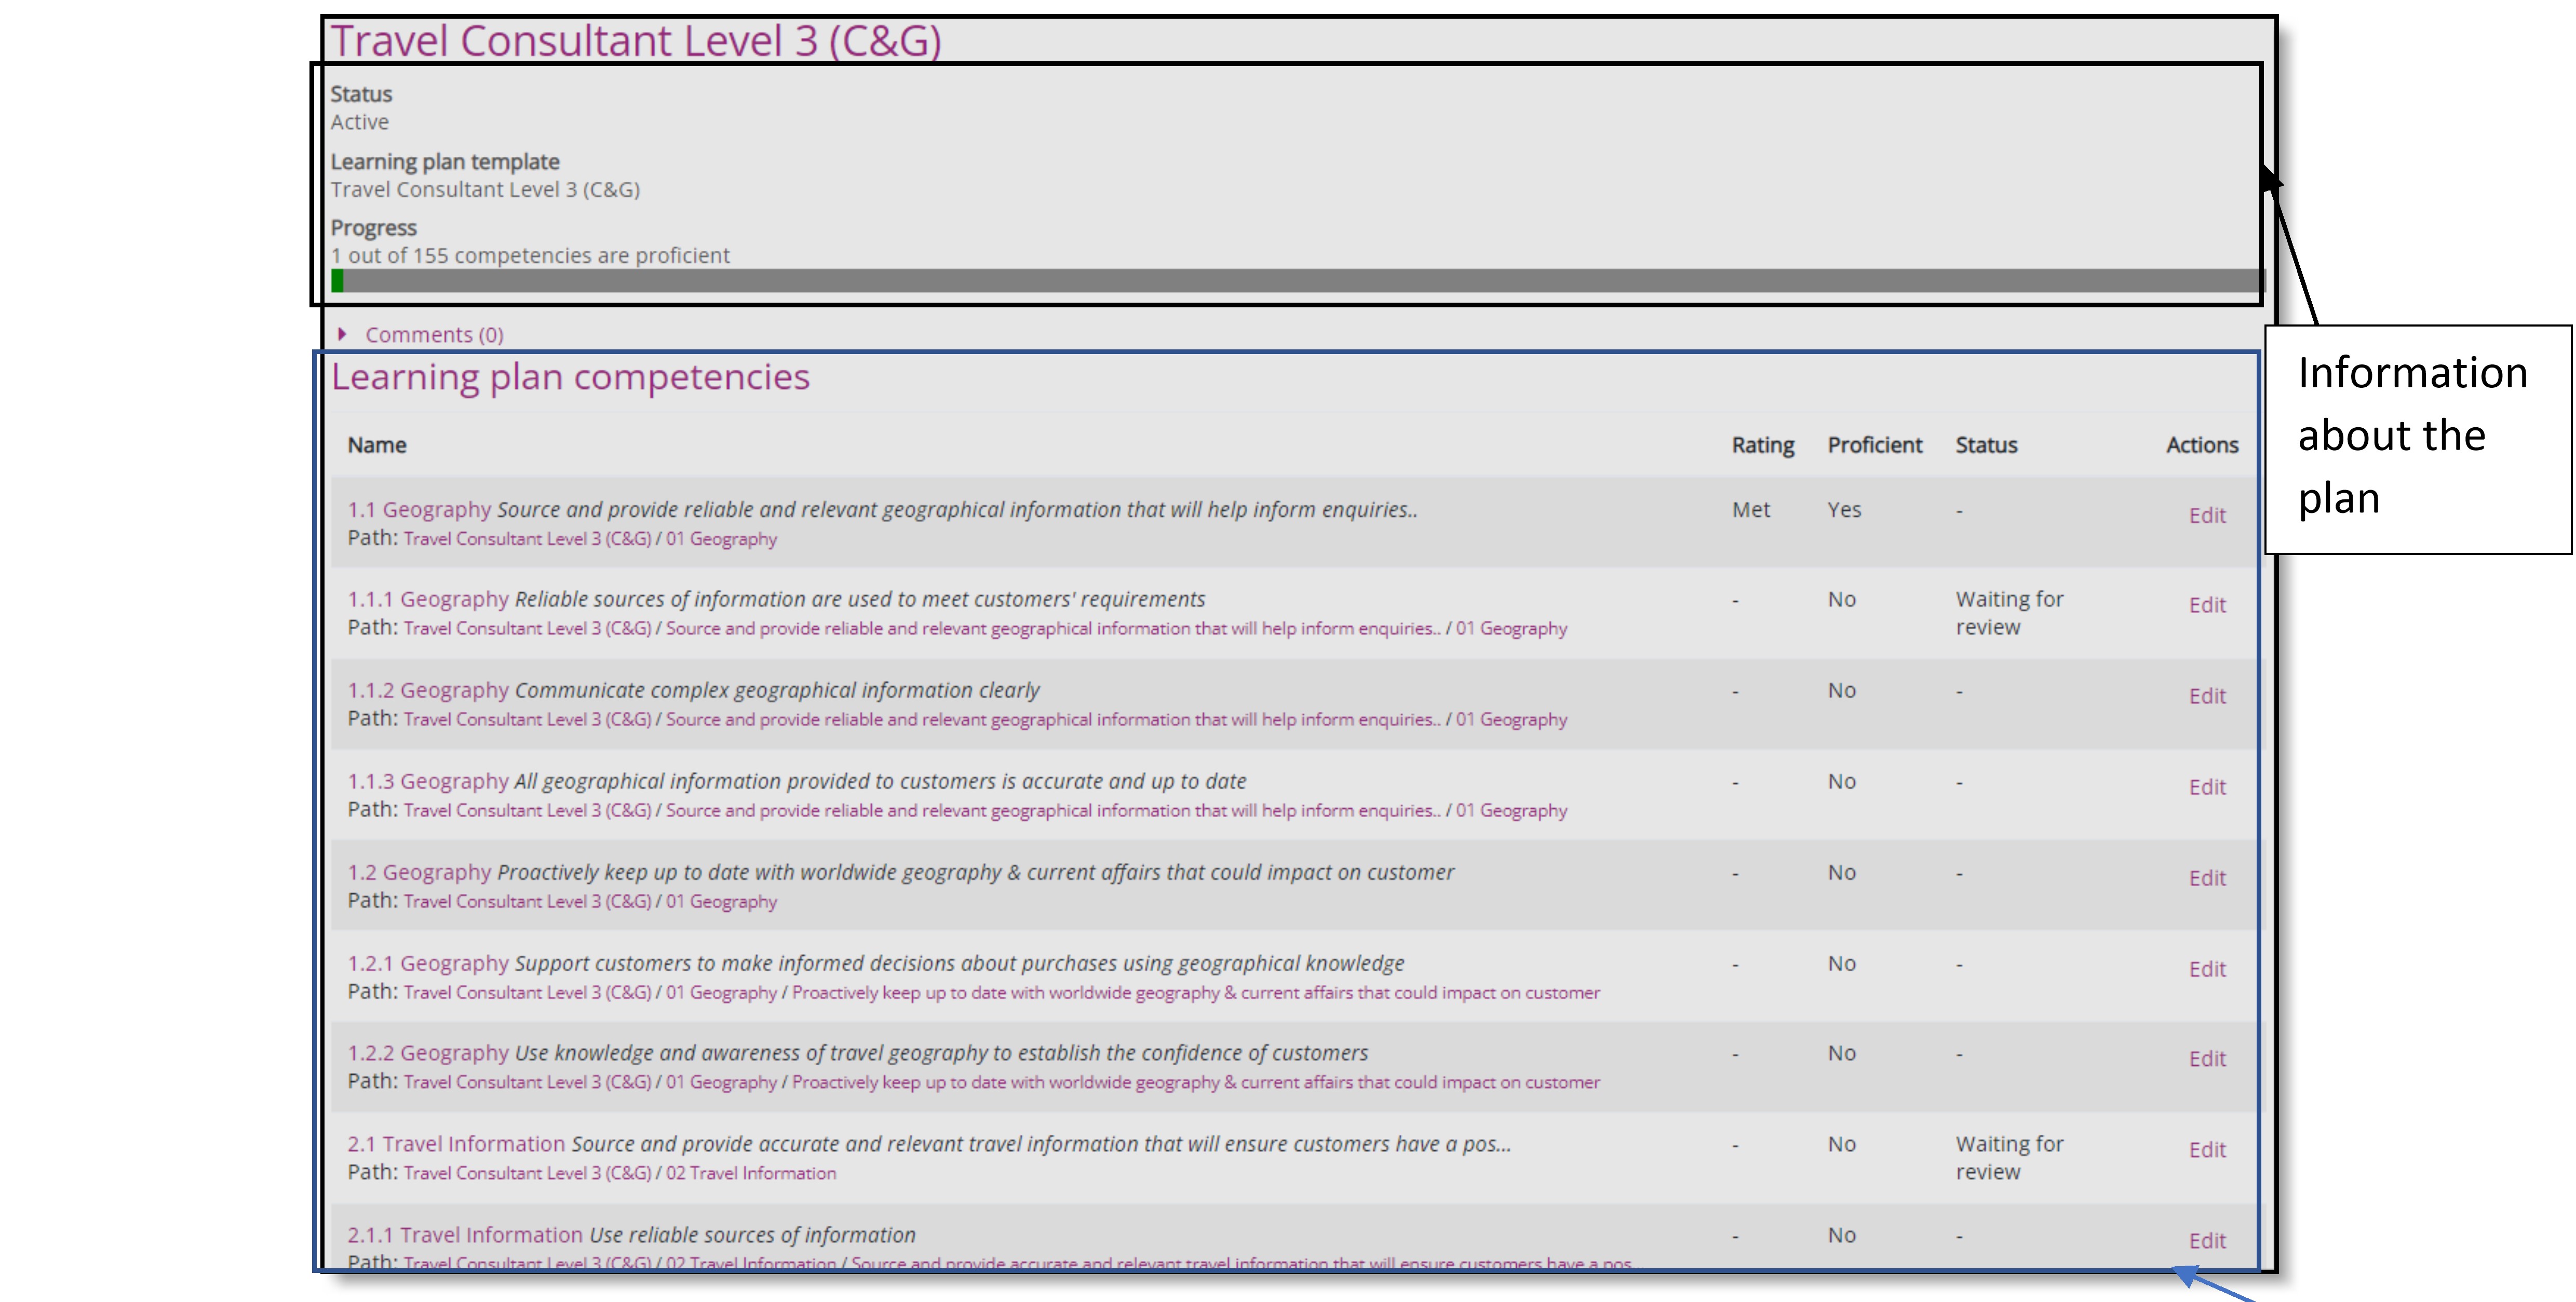 Travel Consultant Level 3 (C&G)
Status
Active
Learning plan template
Travel Consultant Level 3 (C&G)
Progress
1 out of 155 competencies are proficient
Comments (0)
Learning plan competencies
Name Rating Proficient Status Actions
1.1 Geography Source and provide reliable and relevant geographical information that will help inform enquiries.. Met Yes - Edit
Path: Travel Consultant Level 3 (C&G) / 01 Geography
1.1.1 Geography Reliable sources of information are used to meet customers' requirements - No Waiting for review Edit
Path: Travel Consultant Level 3 (C&G) / Source and provide reliable and relevant geographical information that will help inform enquiries.. / 01 Geography
1.1.2 Geography Communicate complex geographical information clearly - No - Edit
Path: Travel Consultant Level 3 (C&G) / Source and provide reliable and relevant geographical information that will help inform enquiries.. / 01 Geography
1.1.3 Geography All geographical information provided to customers is accurate and up to date - No - Edit
Path: Travel Consultant Level 3 (C&G) / Source and provide reliable and relevant geographical information that will help inform enquiries.. / 01 Geography
1.2 Geography Proactively keep up to date with worldwide geography & current affairs that could impact on customer - No - Edit
Path: Travel Consultant Level 3 (C&G) / 01 Geography
1.2.1 Geography Support customers to make informed decisions about purchases using geographical knowledge - No - Edit
Path: Travel Consultant Level 3 (C&G) / 01 Geography / Proactively keep up to date with worldwide geography & current affairs that could impact on customer
1.2.2 Geography Use knowledge and awareness of travel geography to establish the confidence of customers - No - Edit
Path: Travel Consultant Level 3 (C&G) / 01 Geography / Proactively keep up to date with worldwide geography & current affairs that could impact on customer
2.1 Travel Information Source and provide accurate and relevant travel information that will ensure customers have a pos... - No Waiting for review Edit
Path: Travel Consultant Level 3 (C&G) / 02 Travel Information
2.1.1 Travel Information Use reliable sources of information - No - Edit
Path: Travel Consultant Level 3 (C&G) / 02 Travel Information / Source and provide accurate and relevant travel information that will ensure customers have a pos...
Information
about the
plan